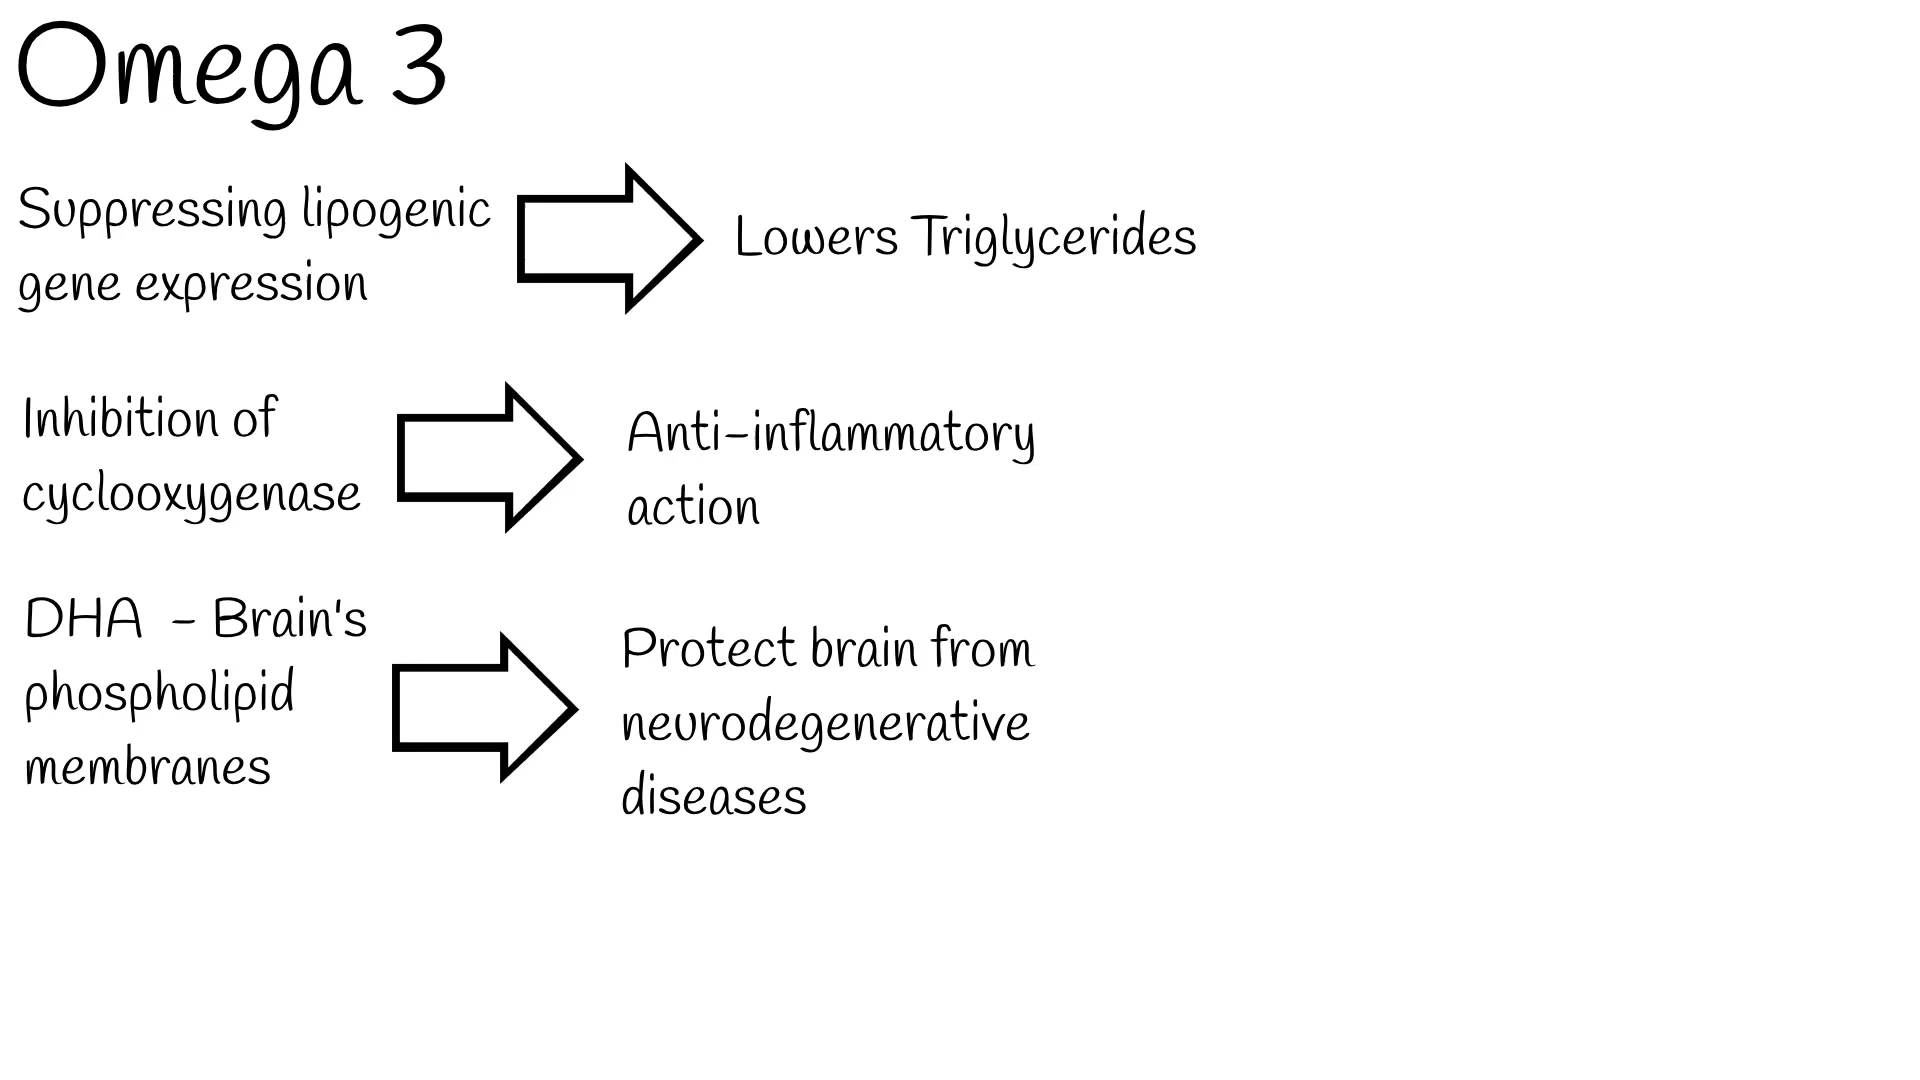 Omega 3
Suppressing lipogenic
gene expression
Lowers Triglycerides
Inhibition of
cyclooxygenase
Anti-inflammatory
action
DHA - Brain's
phospholipid
membranes
Protect brain from
neurodegenerative
diseases